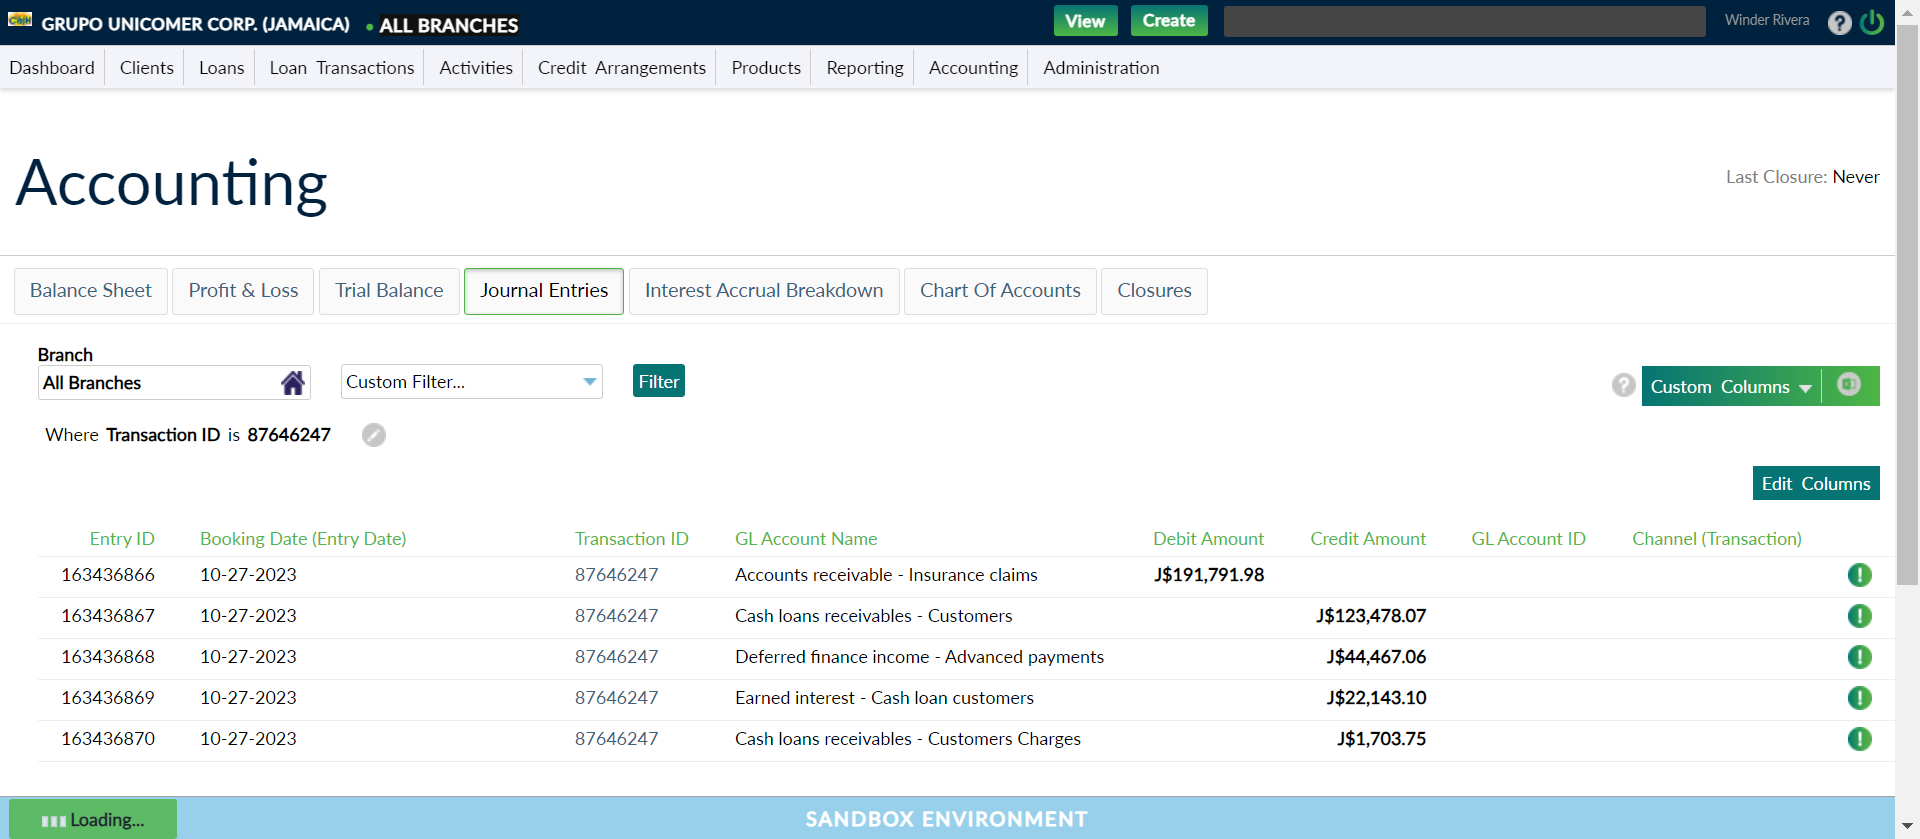 Cash GRUPO UNICOMER CORP. (JAMAICA) • ALL BRANCHES View Create Winder Rivera ?
Dashboard Clients Loans Loan Transactions Activities Credit Arrangements Products Reporting Accounting Administration
Accounting
Last Closure: Never
Balance Sheet Profit & Loss Trial Balance Journal Entries Interest Accrual Breakdown Chart Of Accounts Closures
Branch
All Branches Custom Filter... Filter ? Custom Columns
Where Transaction ID is 87646247
Edit Columns
Entry ID Booking Date (Entry Date) Transaction ID GL Account Name Debit Amount Credit Amount GL Account ID Channel (Transaction)
163436866 10-27-2023 87646247 Accounts receivable - Insurance claims J$191,791.98
163436867 10-27-2023 87646247 Cash loans receivables - Customers J$123,478.07
163436868 10-27-2023 87646247 Deferred finance income - Advanced payments J$44,467.06
163436869 10-27-2023 87646247 Earned interest - Cash loan customers J$22,143.10
163436870 10-27-2023 87646247 Cash loans receivables - Customers Charges J$1,703.75
Loading... SANDBOX ENVIRONMENT